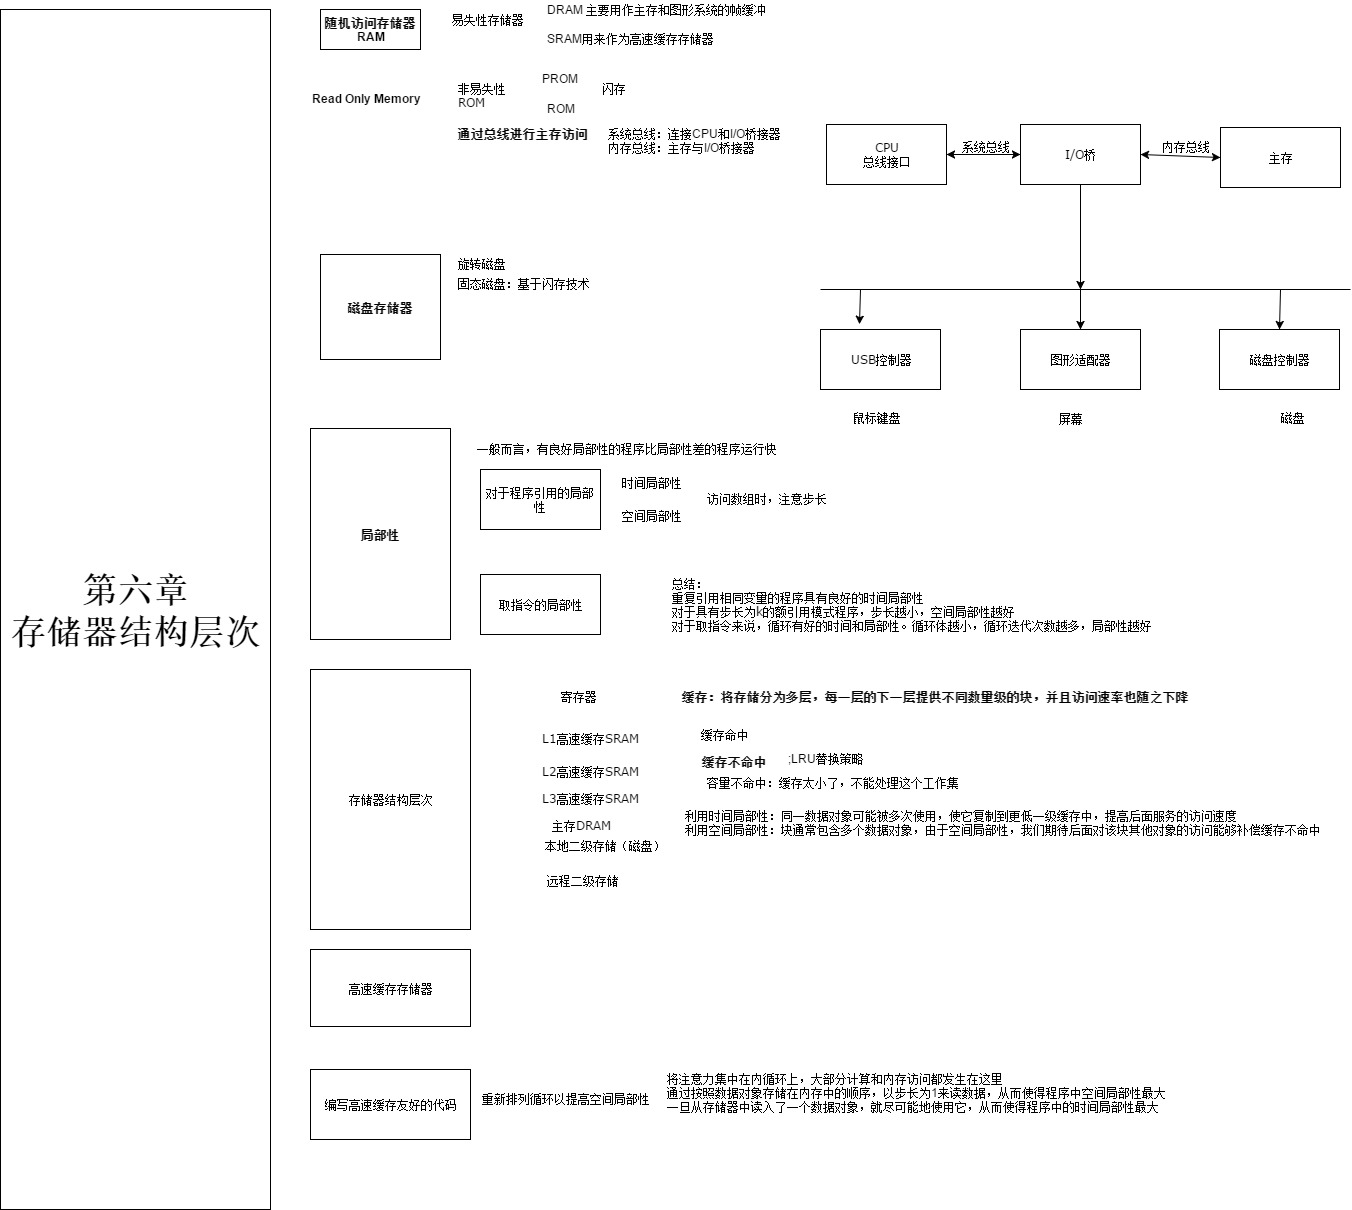 第六章
存储器结构层次
随机访问存储器
RAM
易失性存储器
DRAM 主要用作主存和图形系统的帧缓冲
SRAM用来作为高速缓存存储器
Read Only Memory
非易失性
ROM
PROM
ROM
闪存
通过总线进行主存访问
系统总线：连接CPU和I/O桥接器
内存总线：主存与I/O桥接器
CPU
总线接口
系统总线
I/O桥
内存总线
主存
USB控制器
图形适配器
磁盘控制器
鼠标键盘
屏幕
磁盘
磁盘存储器
旋转磁盘
固态磁盘：基于闪存技术
局部性
一般而言，有良好局部性的程序比局部性差的程序运行快
对于程序引用的局部
性
时间局部性
空间局部性
访问数组时，注意步长
取指令的局部性
总结：
重复引用相同变量的程序具有良好的时间局部性
对于具有步长为k的额引用模式程序，步长越小，空间局部性越好
对于取指令来说，循环有好的时间和局部性。循环体越小，循环迭代次数越多，局部性越好
存储器结构层次
寄存器
L1高速缓存SRAM
L2高速缓存SRAM
L3高速缓存SRAM
主存DRAM
本地二级存储（磁盘）
远程二级存储
缓存：将存储分为多层，每一层的下一层提供不同数量级的块，并且访问速率也随之下降
缓存命中
缓存不命中
;LRU替换策略
容量不命中：缓存太小了，不能处理这个工作集
利用时间局部性：同一数据对象可能被多次使用，使它复制到更低一级缓存中，提高后面服务的访问速度
利用空间局部性：块通常包含多个数据对象，由于空间局部性，我们期待后面对该块其他对象的访问能够补偿缓存不命中
高速缓存存储器
编写高速缓存友好的代码
重新排列循环以提高空间局部性
将注意力集中在内循环上，大部分计算和内存访问都发生在这里
通过按照数据对象存储在内存中的顺序，以步长为1来读数据，从而使得程序中空间局部性最大
一旦从存储器中读入了一个数据对象，就尽可能地使用它，从而使得程序中的时间局部性最大